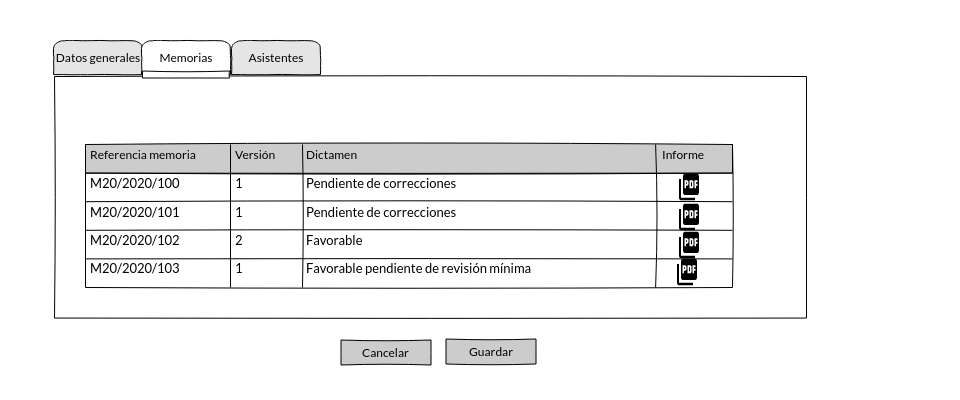 Datos generales Memorias Asistentes
Referencia memoria Versión Dictamen Informe
M20/2020/100 1 Pendiente de correcciones PDF
M20/2020/101 1 Pendiente de correcciones PDF
M20/2020/102 2 Favorable PDF
M20/2020/103 1 Favorable pendiente de revisión mínima PDF
Cancelar Guardar